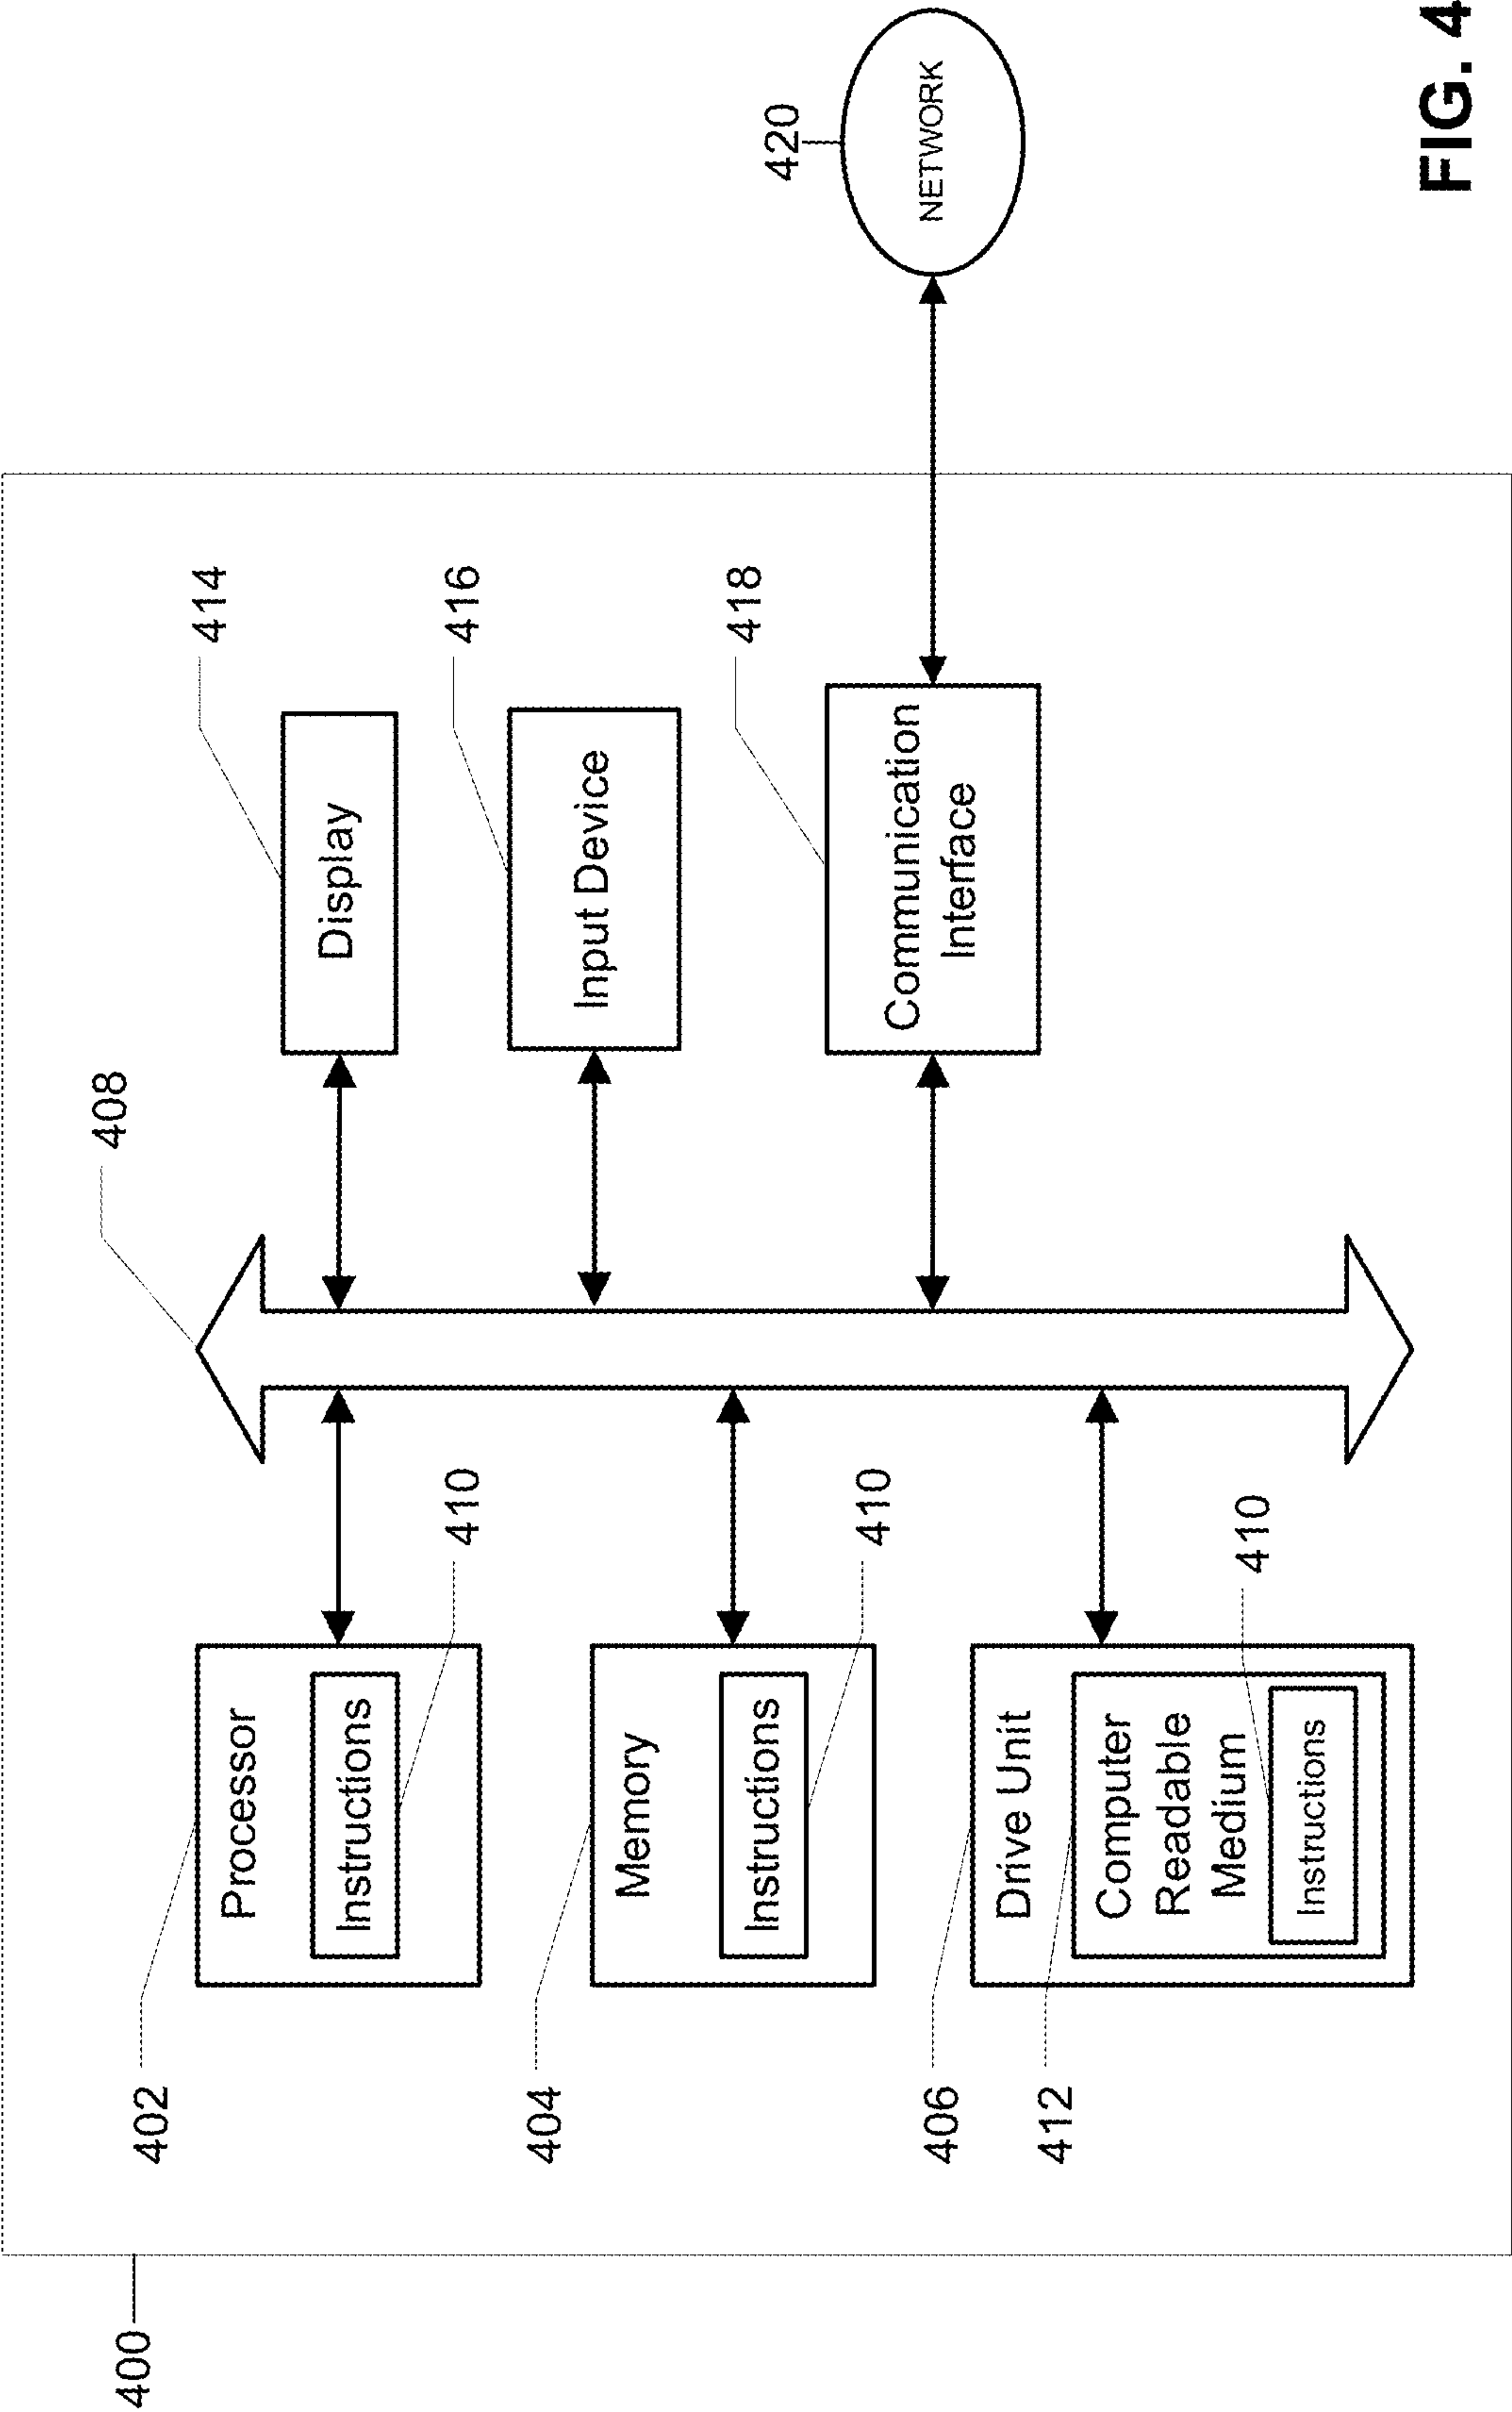 400
408
402
Processor
Instructions
410
Display
414
404
Memory
Instructions
410
Input Device
416
406
412
Drive Unit
Computer
Readable
Medium
Instructions
410
Communication
Interface
418
420
NETWORK
FIG. 4